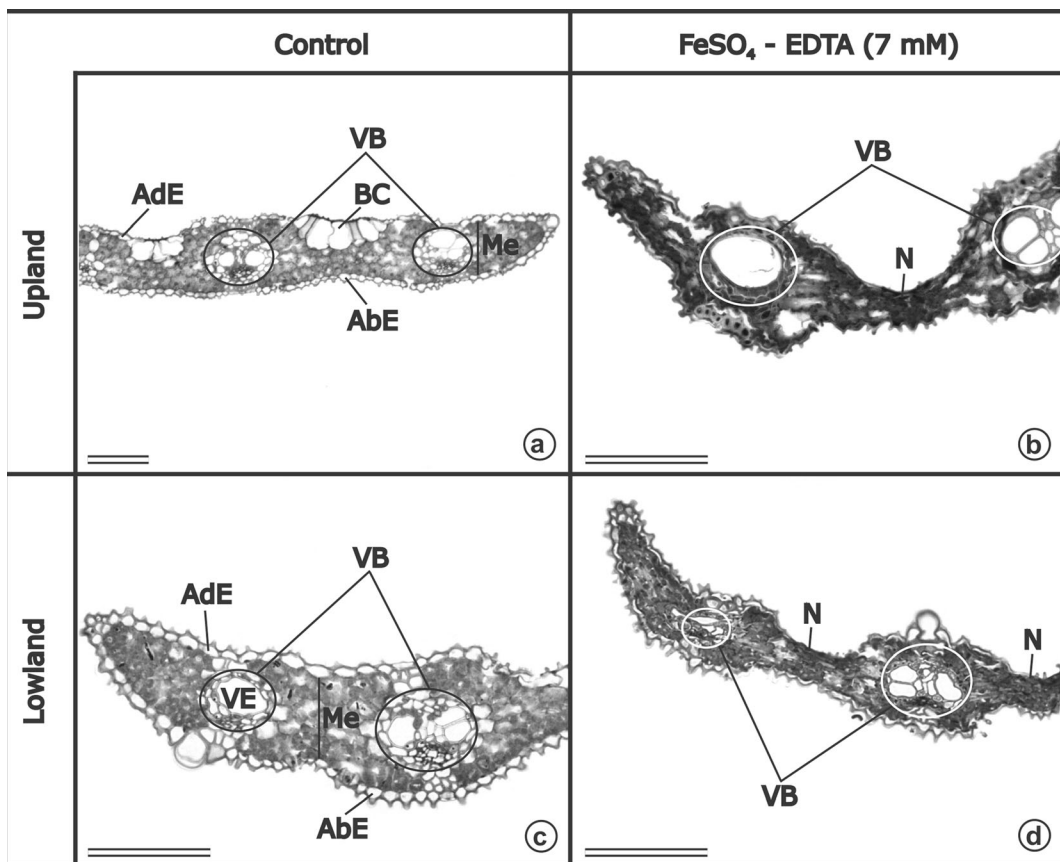 Control
FeSO₄ - EDTA (7 mM)
Upland
VB
AdE
BC
Me
AbE
a
VB
N
b
Lowland
VB
AdE
VE
Me
AbE
c
N
N
VB
d